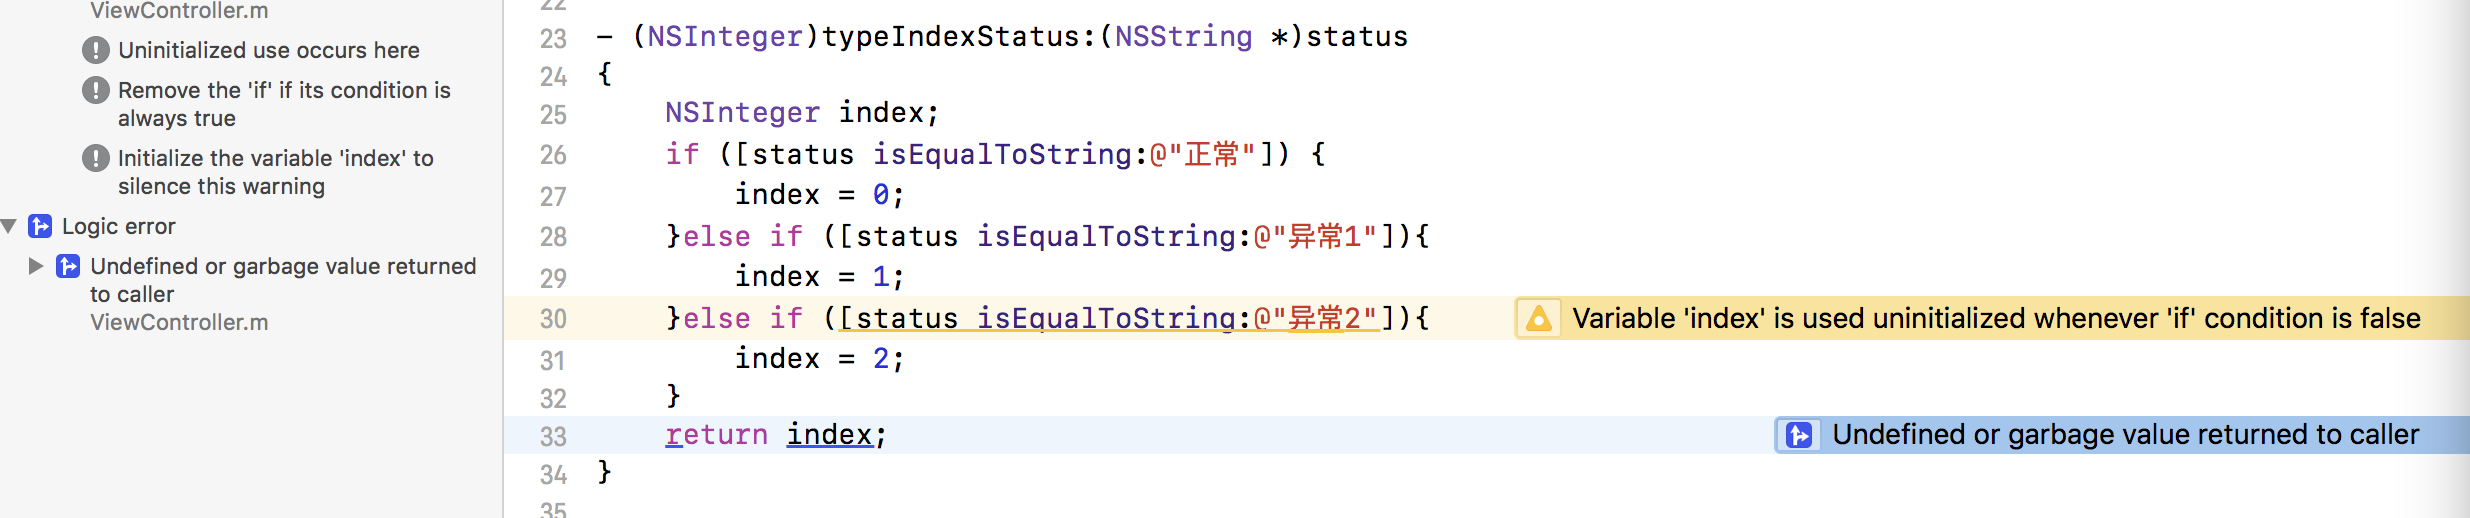 ViewController.m
Uninitialized use occurs here
Remove the 'if' if its condition is
always true
Initialize the variable 'index' to
silence this warning
Logic error
Undefined or garbage value returned
to caller
ViewController.m
22
23 - (NSInteger)typeIndexStatus:(NSString *)status
24 {
25 NSInteger index;
26 if ([status isEqualToString:@"正常"]) {
27 index = 0;
28 }else if ([status isEqualToString:@"异常1"]){
29 index = 1;
30 }else if ([status isEqualToString:@"异常2"]){ Variable 'index' is used uninitialized whenever 'if' condition is false
31 index = 2;
32 }
33 return index; Undefined or garbage value returned to caller
34 }
35